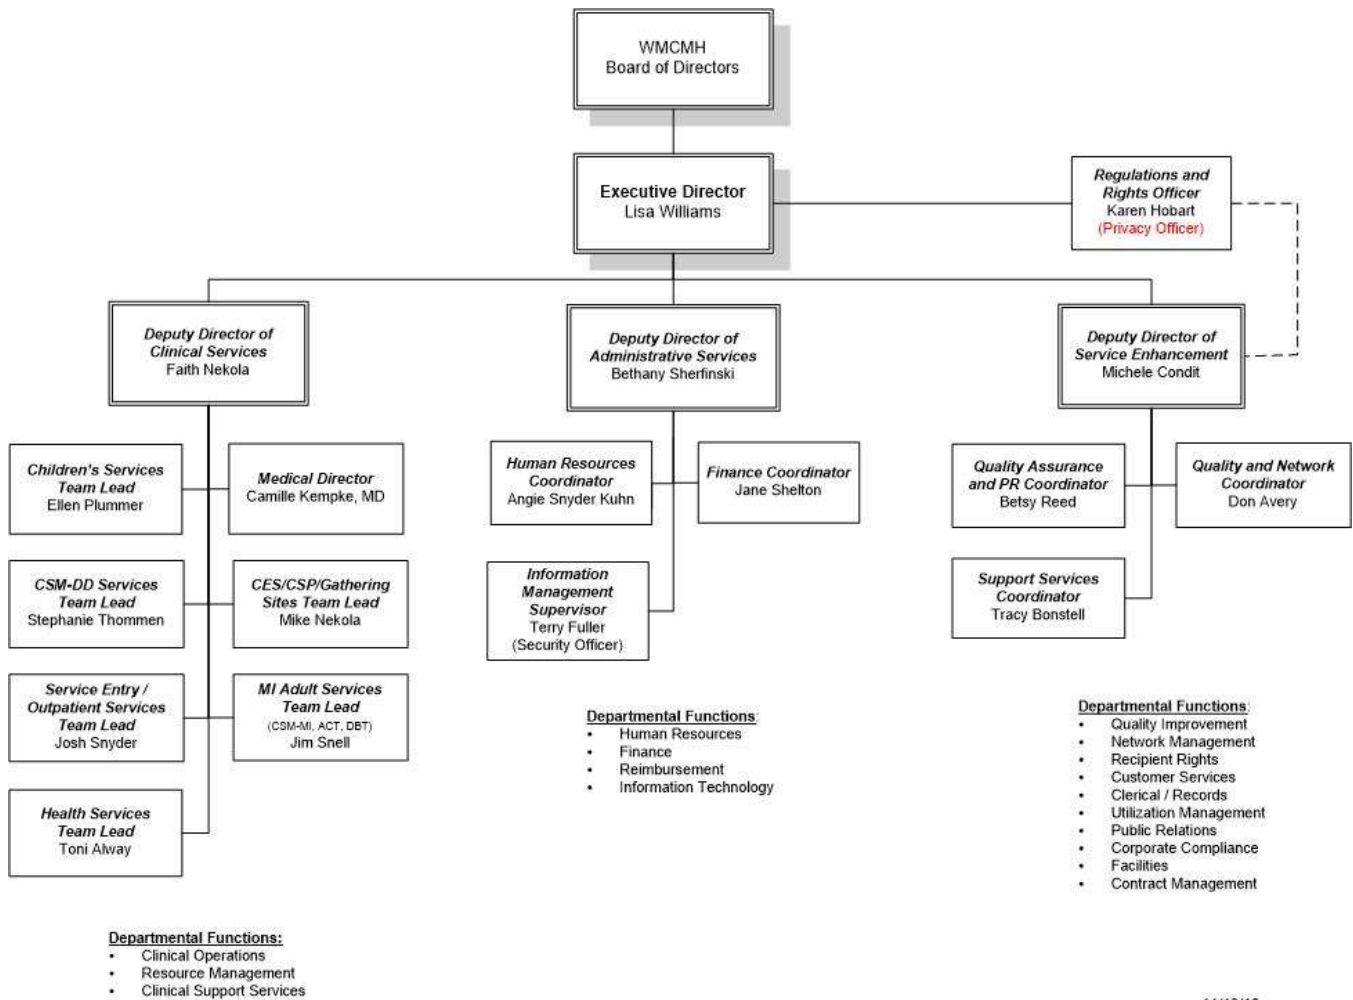 WMCMH
Board of Directors
Executive Director
Lisa Williams
Regulations and
Rights Officer
Karen Hobart
(Privacy Officer)
Deputy Director of
Clinical Services
Faith Nekola
Deputy Director of
Administrative Services
Bethany Sherfinski
Deputy Director of
Service Enhancement
Michele Condit
Children's Services
Team Lead
Ellen Plummer
Medical Director
Camille Kempke, MD
Human Resources
Coordinator
Angie Snyder Kuhn
Finance Coordinator
Jane Shelton
Quality Assurance
and PR Coordinator
Betsy Reed
Quality and Network
Coordinator
Don Avery
CSM-DD Services
Team Lead
Stephanie Thommen
CES/CSP/Gathering
Sites Team Lead
Mike Nekola
Information
Management
Supervisor
Terry Fuller
(Security Officer)
Support Services
Coordinator
Tracy Bonstell
Service Entry /
Outpatient Services
Team Lead
Josh Snyder
MI Adult Services
Team Lead
(CSM-MI, ACT, DBT)
Jim Snell
Health Services
Team Lead
Toni Alway
Departmental Functions:
• Human Resources
• Finance
• Reimbursement
• Information Technology
Departmental Functions:
• Quality Improvement
• Network Management
• Recipient Rights
• Customer Services
• Clerical / Records
• Utilization Management
• Public Relations
• Corporate Compliance
• Facilities
• Contract Management
Departmental Functions:
• Clinical Operations
• Resource Management
• Clinical Support Services